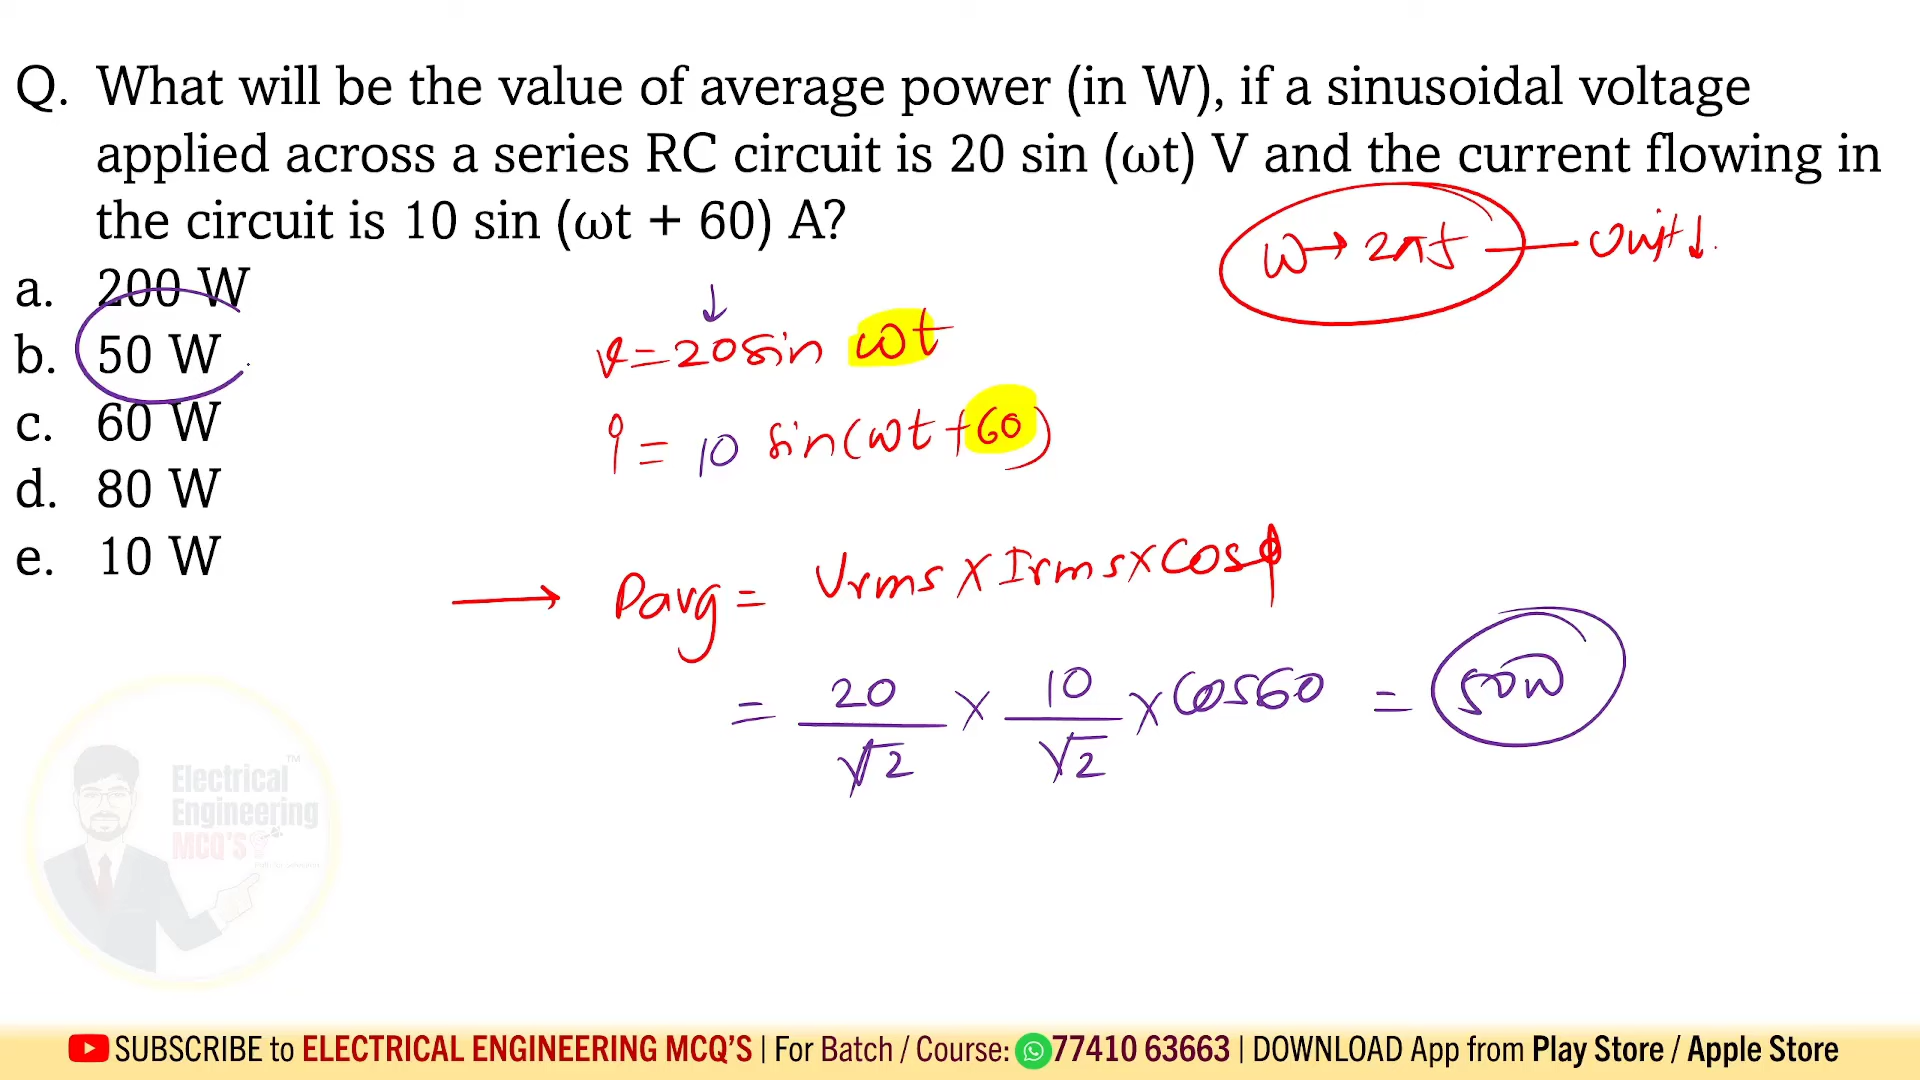 Q. What will be the value of average power (in W), if a sinusoidal voltage
applied across a series RC circuit is 20 sin (ωt) V and the current flowing in
the circuit is 10 sin (ωt + 60) A?
ω → 2πf — unit ↓.
a. 200 W
b. 50 W
c. 60 W
d. 80 W
e. 10 W
v = 20 sin ωt
i = 10 sin(ωt + 60)
→ Pavg = Vrms × Irms × Cosϕ
= 20/√2 × 10/√2 × Cos60 = 50W
Electrical™
Engineering
MCQ'S
SUBSCRIBE to ELECTRICAL ENGINEERING MCQ'S | For Batch / Course: 77410 63663 | DOWNLOAD App from Play Store / Apple Store